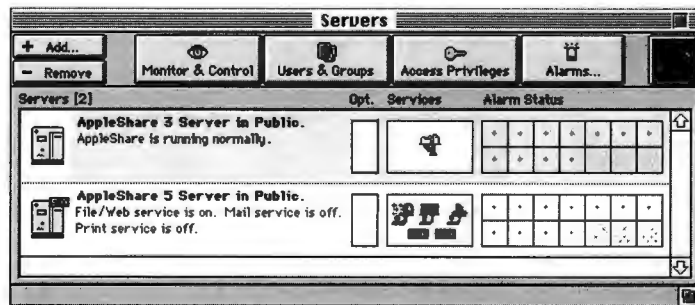 Servers
+ Add...
- Remove
Monitor & Control
Users & Groups
Access Privileges
Alarms...
Servers [2]
Opt.
Services
Alarm Status
AppleShare 3 Server in Public.
AppleShare is running normally.
AppleShare 5 Server in Public.
File/Web service is on. Mail service is off.
Print service is off.